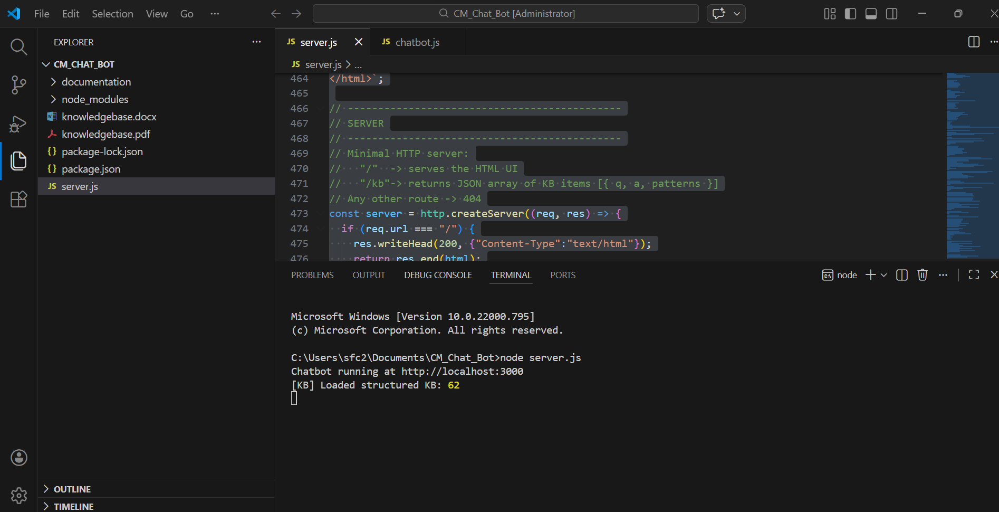 File Edit Selection View Go ···
CM_Chat_Bot [Administrator]
EXPLORER
CM_CHAT_BOT
documentation
node_modules
knowledgebase.docx
knowledgebase.pdf
{} package-lock.json
{} package.json
JS server.js
OUTLINE
TIMELINE
JS server.js
JS chatbot.js
JS server.js > ...
464 </html>`;
465
466 // ---------------------------------------------
467 // SERVER
468 // ---------------------------------------------
469 // Minimal HTTP server:
470 //   "/"  -> serves the HTML UI
471 //   "/kb"-> returns JSON array of KB items [{ q, a, patterns }]
472 // Any other route -> 404
473 const server = http.createServer((req, res) => {
474   if (req.url === "/") {
475     res.writeHead(200, {"Content-Type":"text/html"});
476     return res.end(html);
PROBLEMS OUTPUT DEBUG CONSOLE TERMINAL PORTS
node
Microsoft Windows [Version 10.0.22000.795]
(c) Microsoft Corporation. All rights reserved.
C:\Users\sfc2\Documents\CM_Chat_Bot>node server.js
Chatbot running at http://localhost:3000
[KB] Loaded structured KB: 62